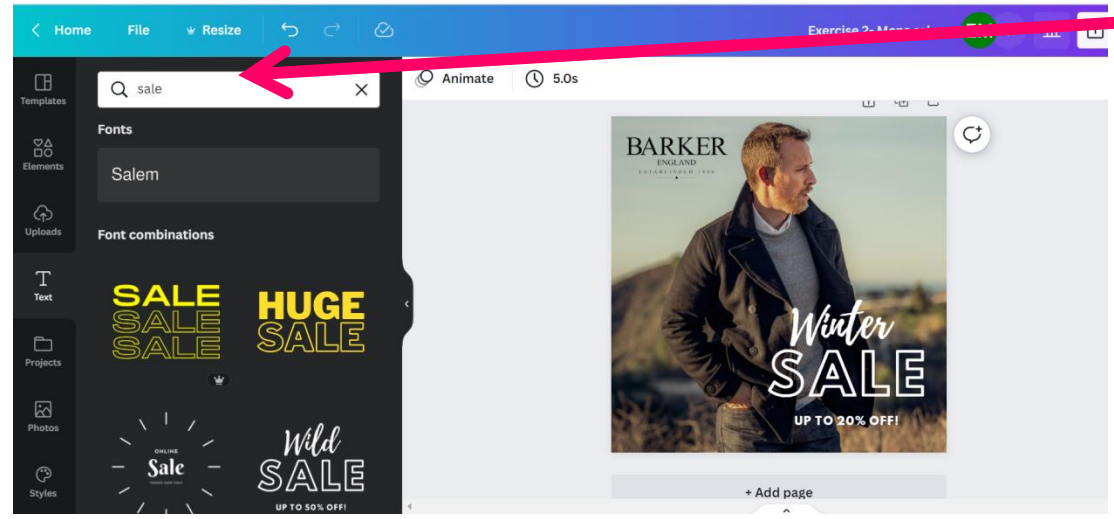 Home File Resize
Exercise 2-
EM
Templates
sale
Animate 5.0s
Fonts
Elements
Salem
Uploads
Font combinations
Text
SALE
SALE
SALE
HUGE
SALE
Projects
Photos
ONLINE
Sale
Wild
SALE
UP TO 50% OFF!
Styles
BARKER
ENGLAND
ESTABLISHED 1880
Winter
SALE
UP TO 20% OFF!
+ Add page